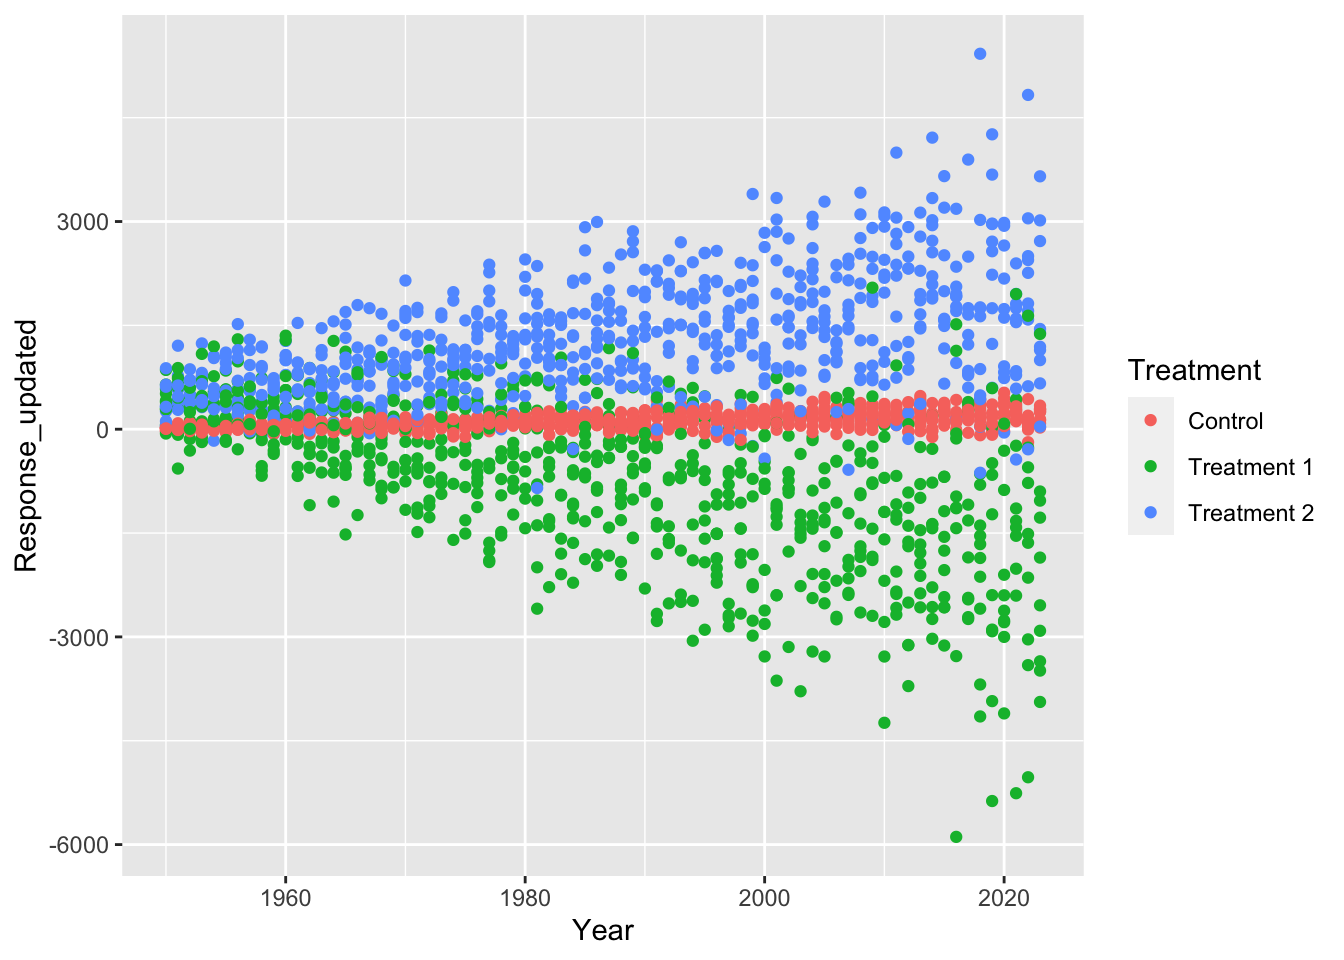 3000
0
-3000
-6000
Response_updated
1960
1980
2000
2020
Year
Treatment
Control
Treatment 1
Treatment 2